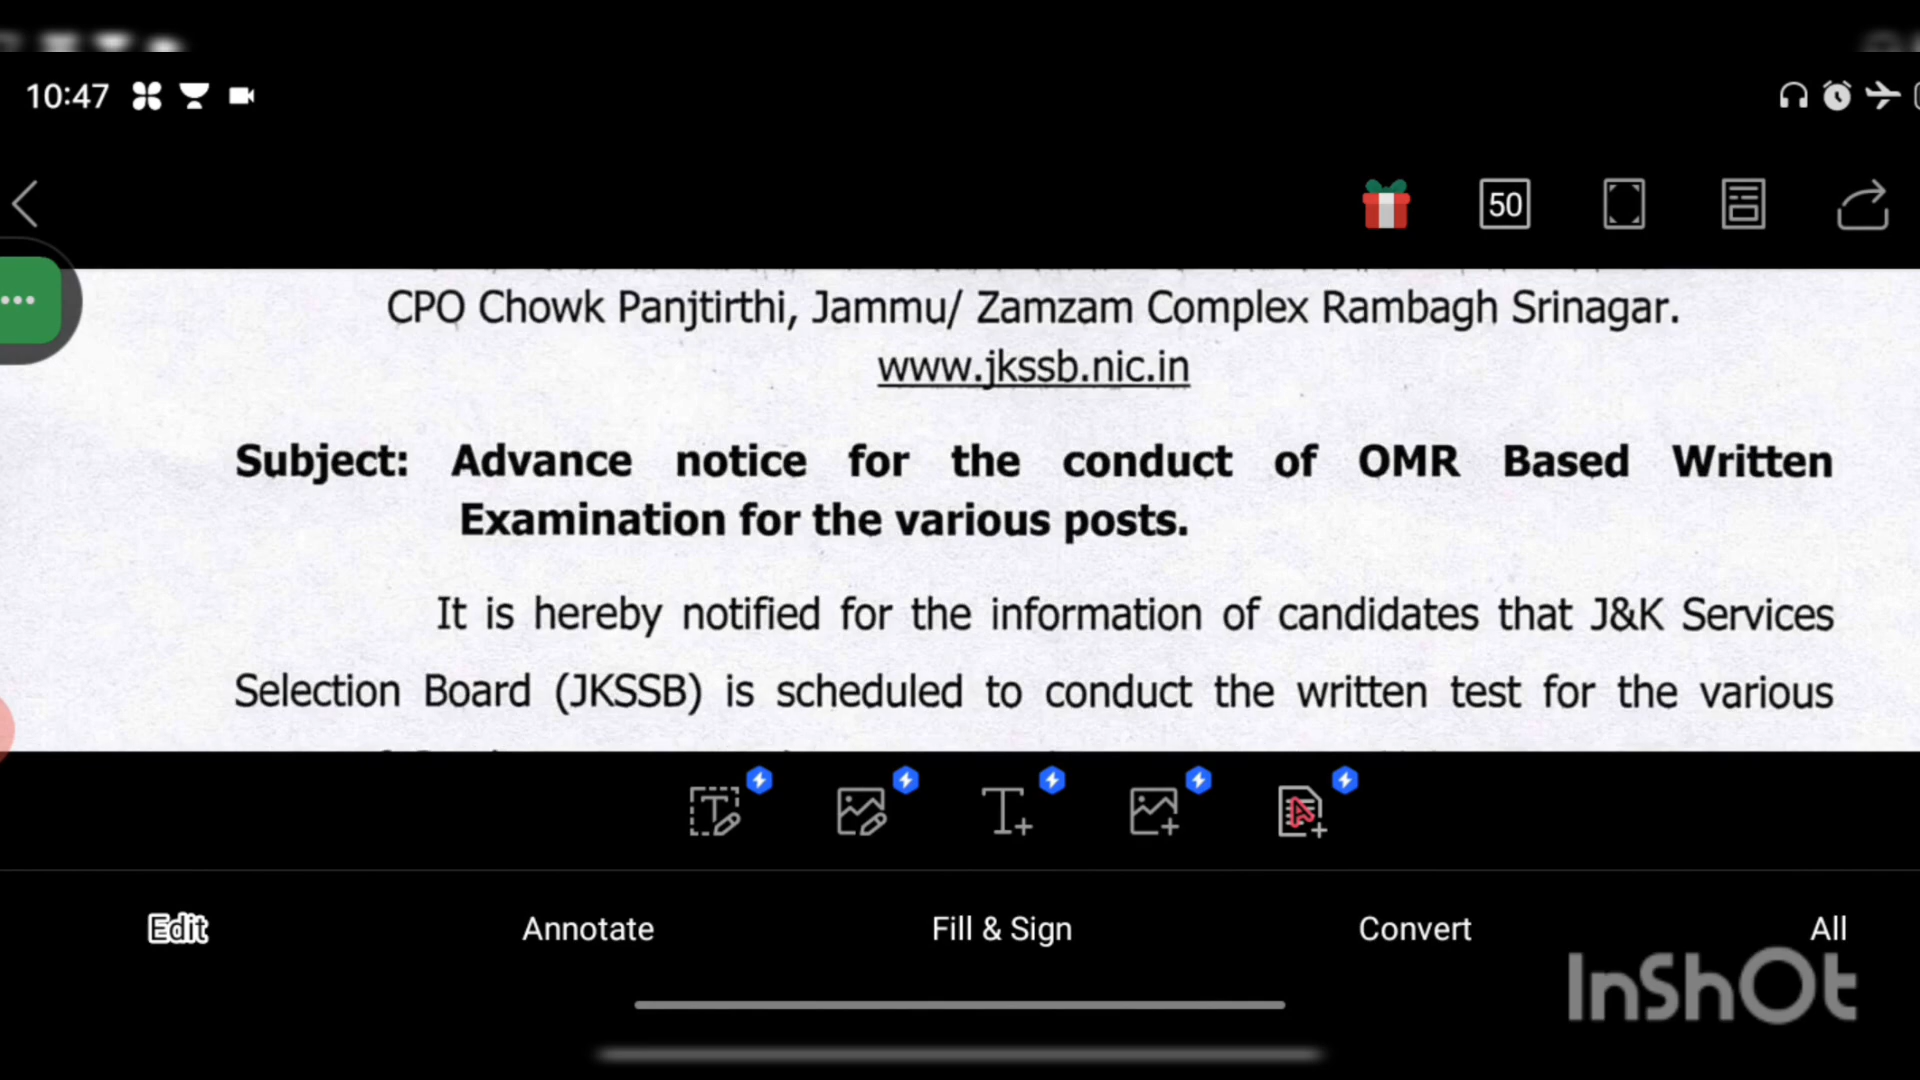 10:47
50
CPO Chowk Panjtirthi, Jammu/ Zamzam Complex Rambagh Srinagar.
www.jkssb.nic.in
Subject: Advance notice for the conduct of OMR Based Written
Examination for the various posts.
It is hereby notified for the information of candidates that J&K Services
Selection Board (JKSSB) is scheduled to conduct the written test for the various
Edit Annotate Fill & Sign Convert All
InShOt